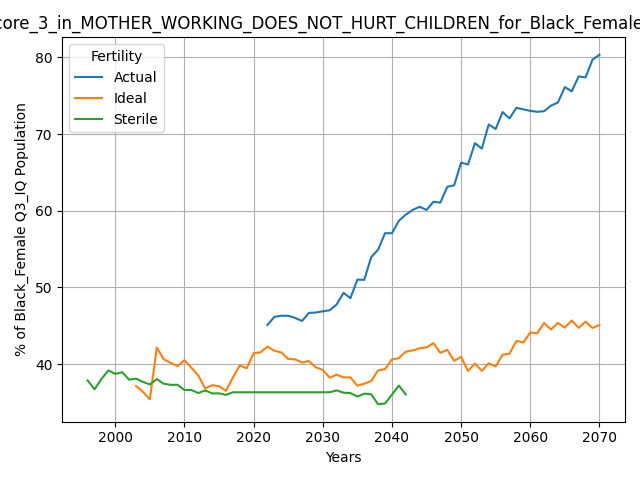 core_3_in_MOTHER_WORKING_DOES_NOT_HURT_CHILDREN_for_Black_Female
Fertility
Actual
Ideal
Sterile
% of Black_Female Q3_IQ Population
80
70
60
50
40
2000 2010 2020 2030 2040 2050 2060 2070
Years